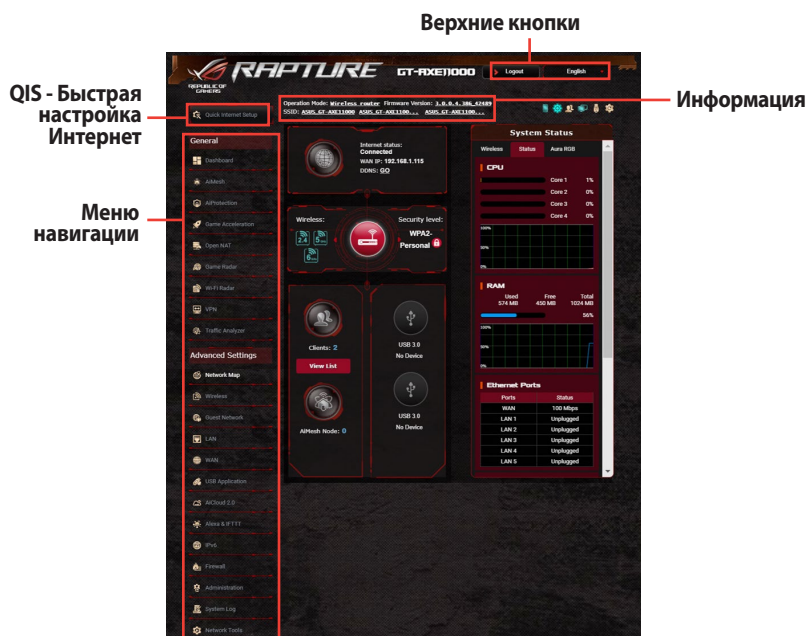 Верхние кнопки
REPUBLIC OF GAMERS
RAPTURE GT-AXE11000
Logout English
QIS - Быстрая
настройка
Интернет
Информация
Quick Internet Setup
Operation Mode: Wireless router Firmware Version: 3.0.0.4.386_42489
SSID: ASUS_GT-AXE11000 ASUS_GT-AXE1100... ASUS_GT-AXE1100...
Меню
навигации
General
Dashboard
AiMesh
AiProtection
Game Acceleration
Open NAT
Game Radar
Wi-Fi Radar
VPN
Traffic Analyzer
Advanced Settings
Network Map
Wireless
Guest Network
LAN
WAN
USB Application
AiCloud 2.0
Alexa & IFTTT
IPv6
Firewall
Administration
System Log
Network Tools
Internet status:
Connected
WAN IP: 192.168.1.115
DDNS: GO
Wireless:
2.4 5
6
Security level:
WPA2-
Personal
Clients: 2
View List
AiMesh Node: 0
USB 3.0
No Device
USB 3.0
No Device
System Status
Wireless Status Aura RGB
CPU
Core 1 1%
Core 2 0%
Core 3 0%
Core 4 0%
100%
50%
0%
RAM
Used Free Total
574 MB 450 MB 1024 MB
56%
100%
50%
0%
Ethernet Ports
Ports Status
WAN 100 Mbps
LAN 1 Unplugged
LAN 2 Unplugged
LAN 3 Unplugged
LAN 4 Unplugged
LAN 5 Unplugged